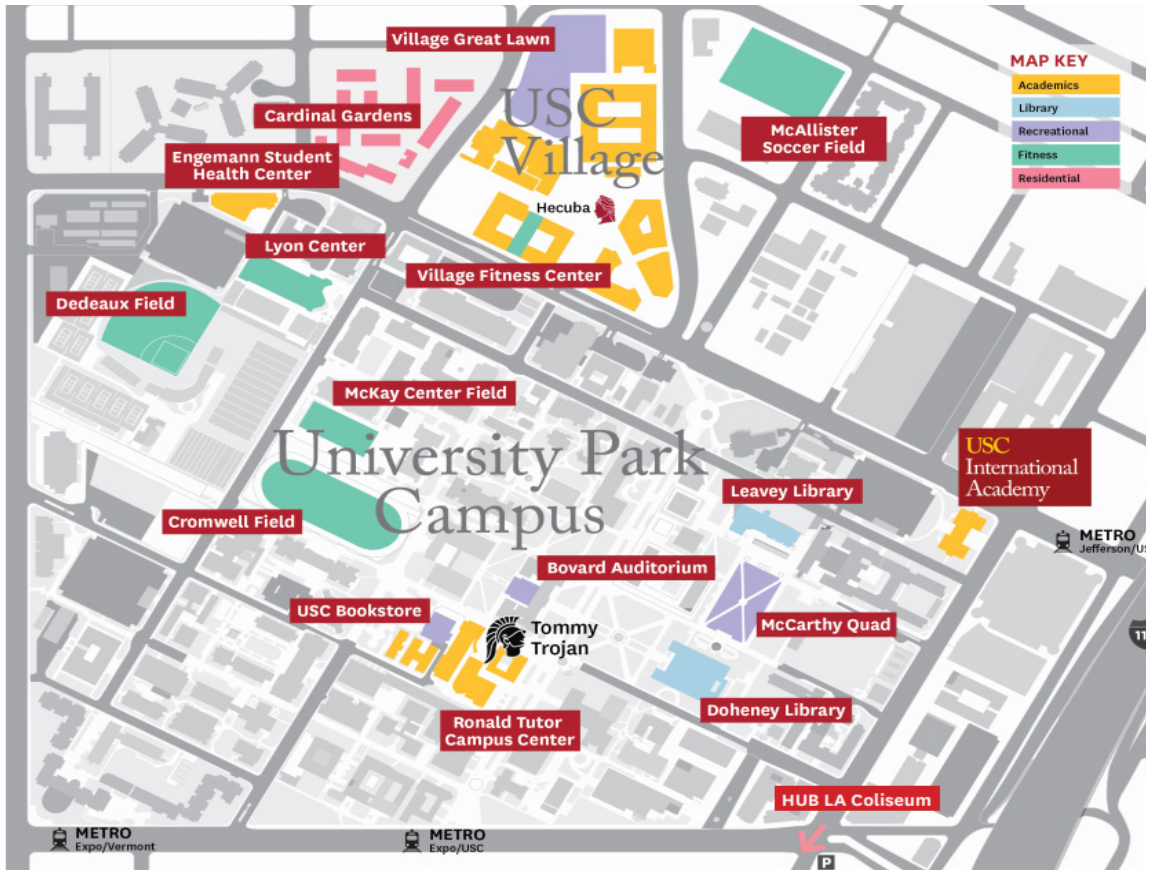 Village Great Lawn
MAP KEY
Academics
Library
Recreational
Fitness
Residential
USC
Village
Cardinal Gardens
McAllister
Soccer Field
Engemann Student
Health Center
Hecuba
Lyon Center
Village Fitness Center
Dedeaux Field
McKay Center Field
University Park
Campus
USC
International
Academy
Leavey Library
Cromwell Field
METRO
Jefferson/US
Bovard Auditorium
USC Bookstore
Tommy
Trojan
McCarthy Quad
11
Doheney Library
Ronald Tutor
Campus Center
HUB LA Coliseum
METRO
Expo/Vermont
METRO
Expo/USC
P